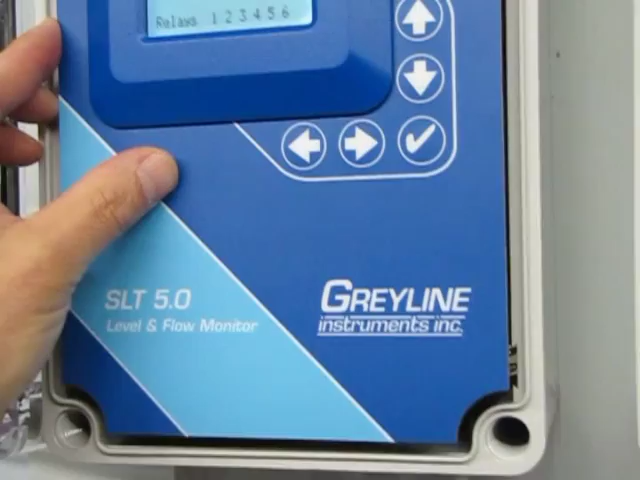 Relays 1 2 3 4 5 6
SLT 5.0
Level & Flow Monitor
GREYLINE
instruments inc.